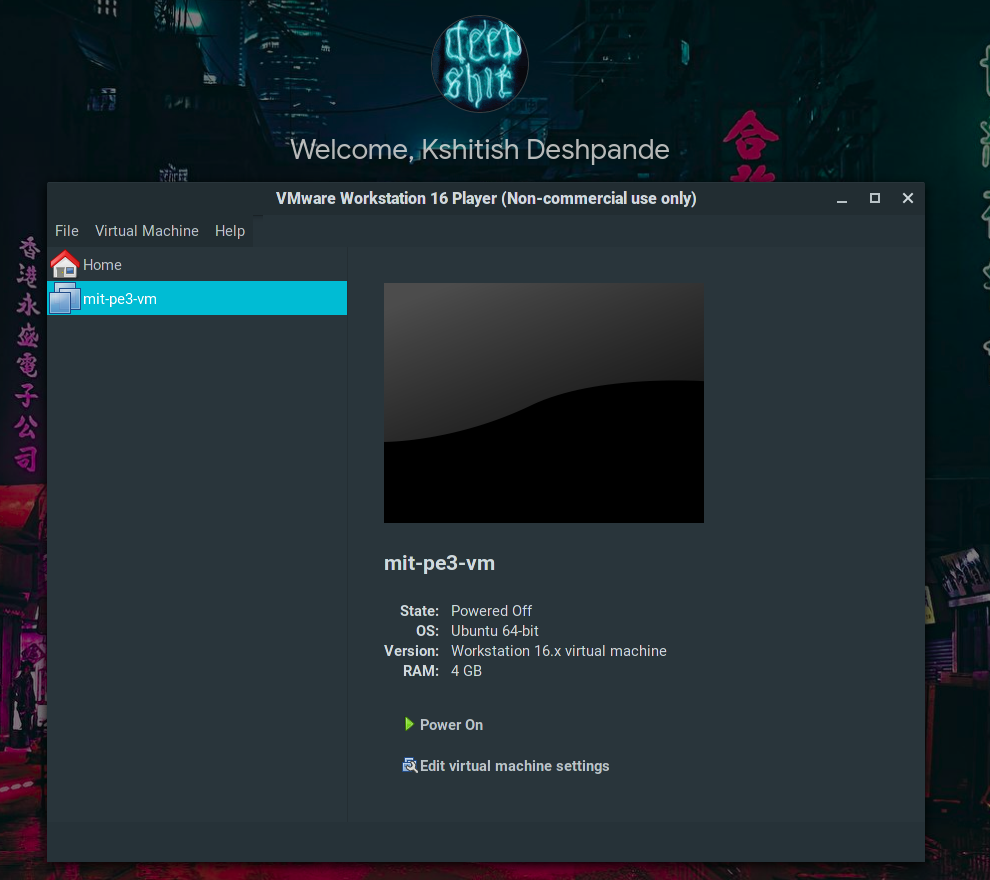 deep
shit
Welcome, Kshitish Deshpande
合
VMware Workstation 16 Player (Non-commercial use only)
File Virtual Machine Help
Home
mit-pe3-vm
mit-pe3-vm
State: Powered Off
OS: Ubuntu 64-bit
Version: Workstation 16.x virtual machine
RAM: 4 GB
Power On
Edit virtual machine settings
香港永盛電子公司